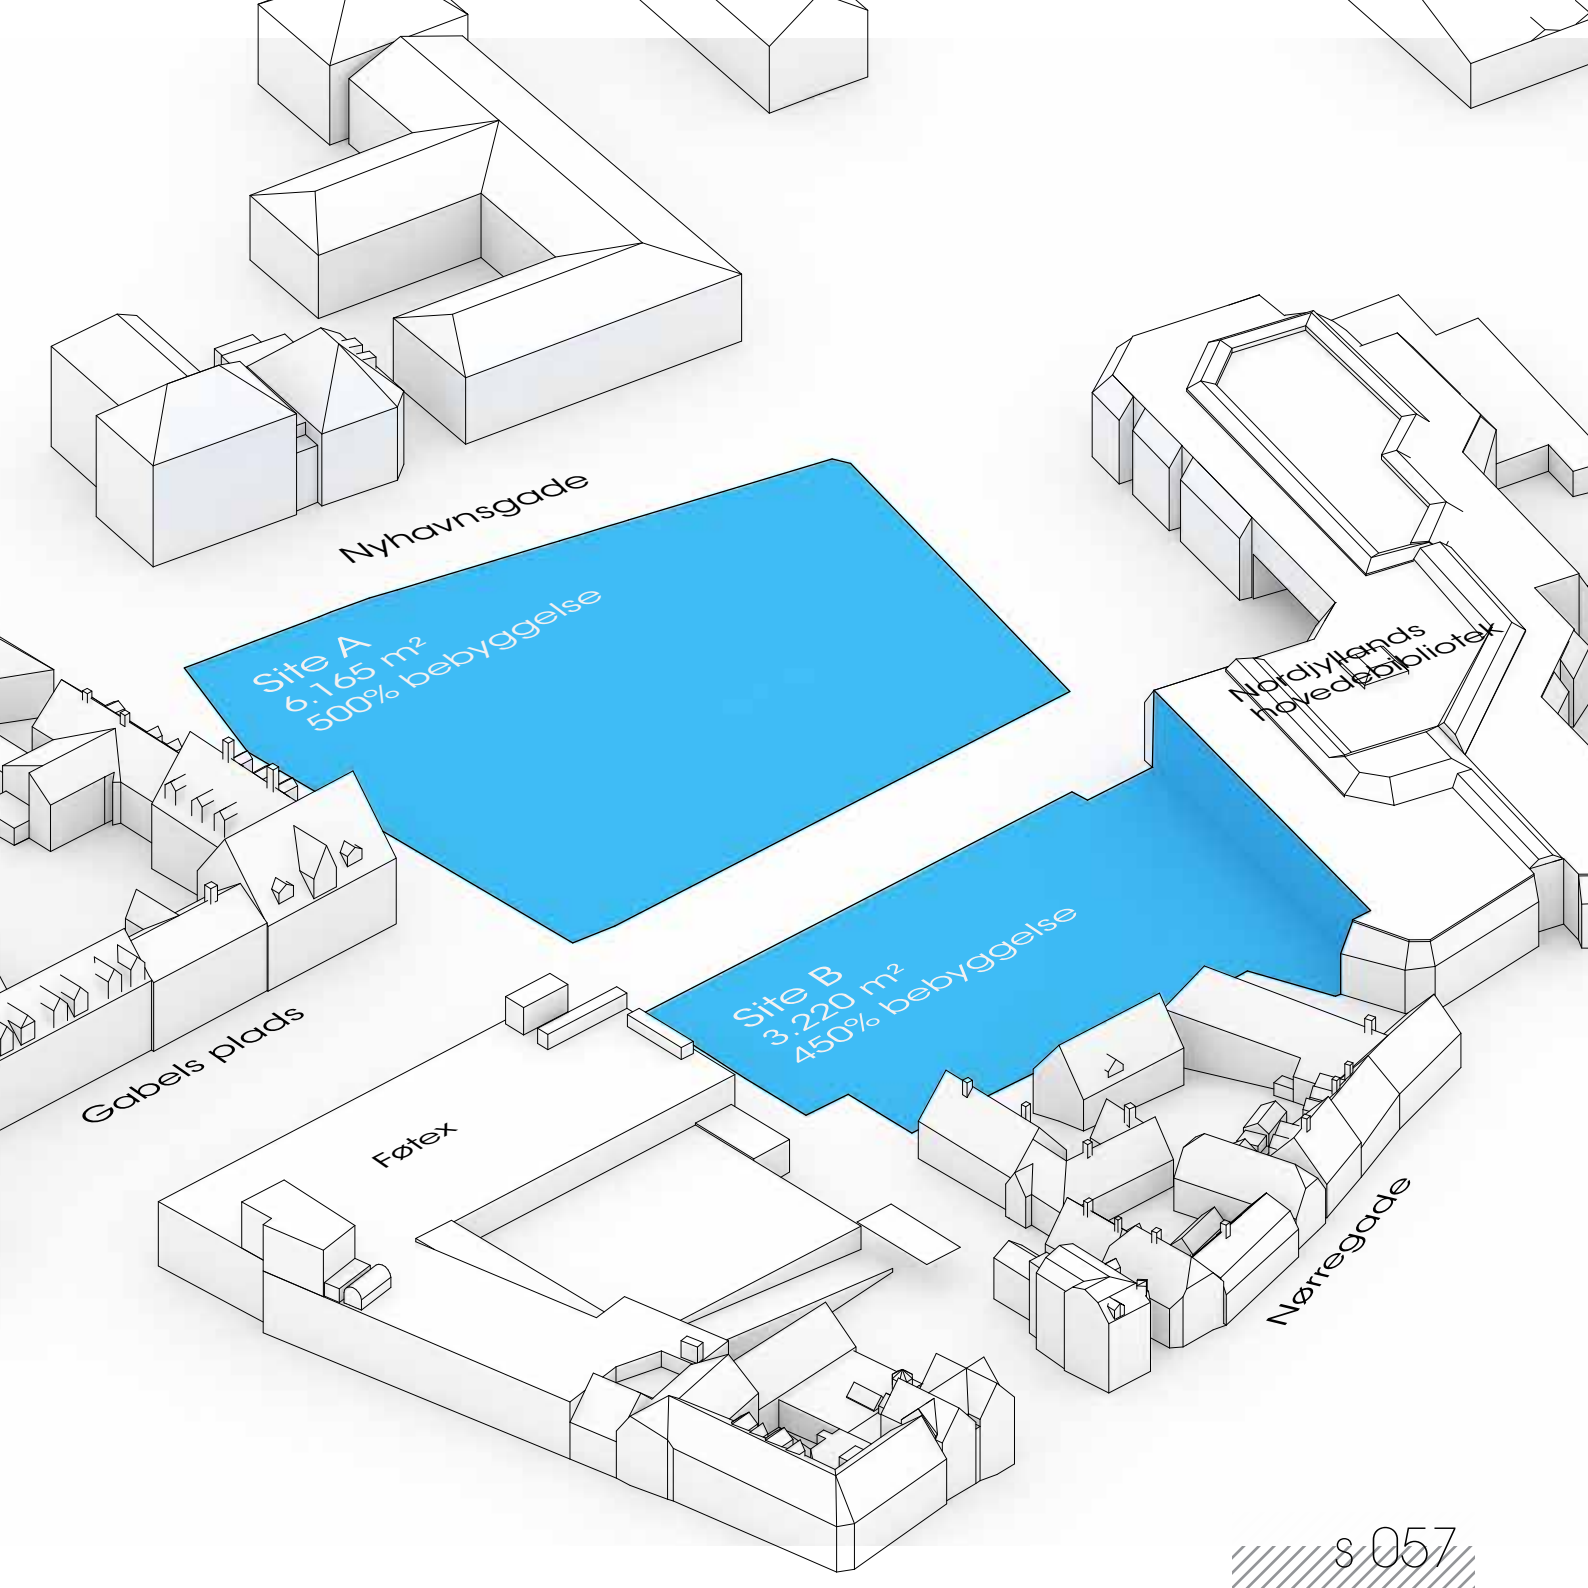 Nyhavnsgade
Site A
6.165 m²
500% bebyggelse
Nordjyllands
hovedebibliotek
Site B
3.220 m²
450% bebyggelse
Gabels plads
Føtex
Nørregade
s 057